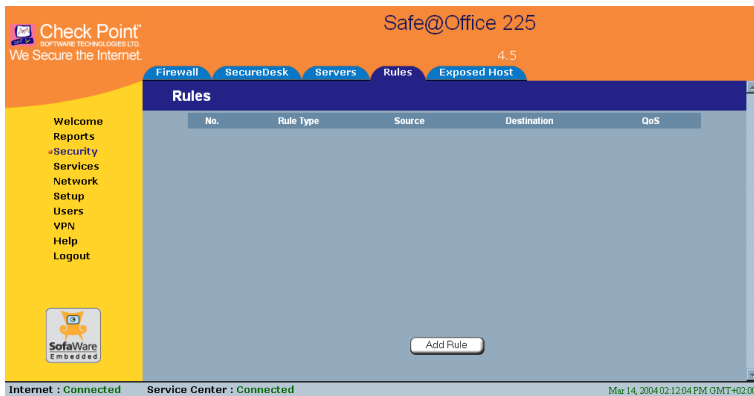 Check Point™
SOFTWARE TECHNOLOGIES LTD.
We Secure the Internet.
Safe@Office 225
4.5
Firewall SecureDesk Servers Rules Exposed Host
Rules
No. Rule Type Source Destination QoS
Welcome
Reports
Security
Services
Network
Setup
Users
VPN
Help
Logout
SofaWare
Embedded
Add Rule
Internet : Connected Service Center : Connected Mar 14, 2004 02:12:04 PM GMT+02:00